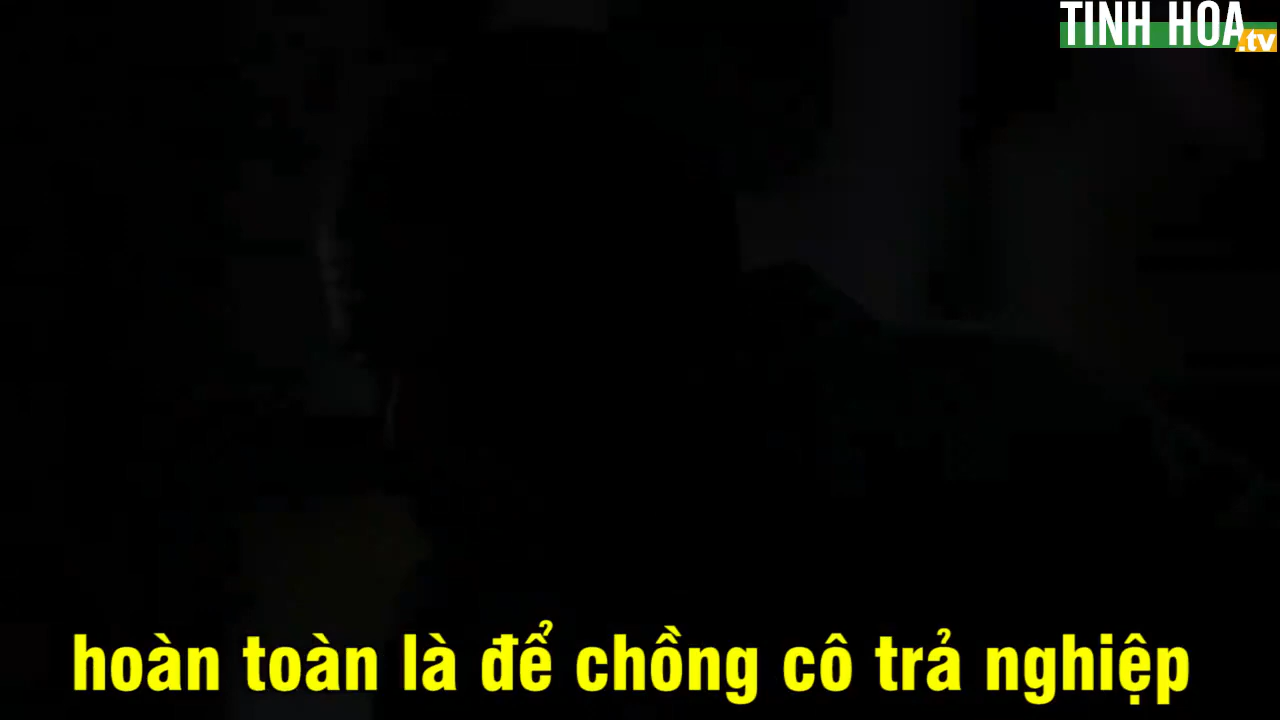 TINH HOA
.tv
hoàn toàn là để chồng cô trả nghiệp